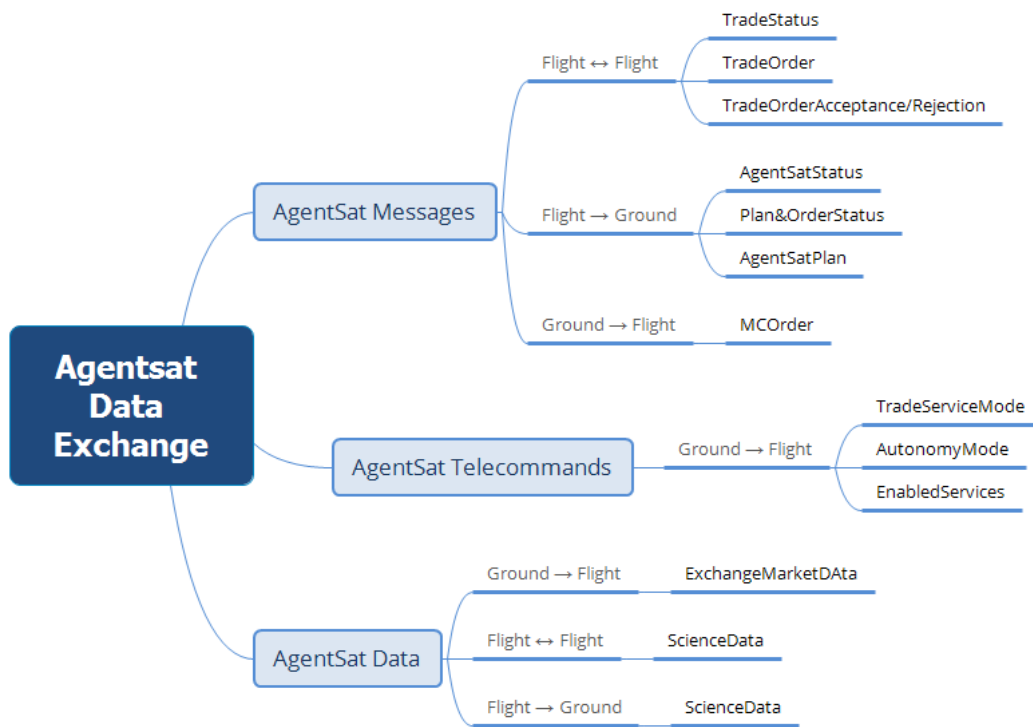 Agentsat
Data
Exchange
AgentSat Messages
Flight ↔ Flight
TradeStatus
TradeOrder
TradeOrderAcceptance/Rejection
Flight → Ground
AgentSatStatus
Plan&OrderStatus
AgentSatPlan
Ground → Flight
MCOrder
AgentSat Telecommands
Ground → Flight
TradeServiceMode
AutonomyMode
EnabledServices
AgentSat Data
Ground → Flight
ExchangeMarketDAta
Flight ↔ Flight
ScienceData
Flight → Ground
ScienceData